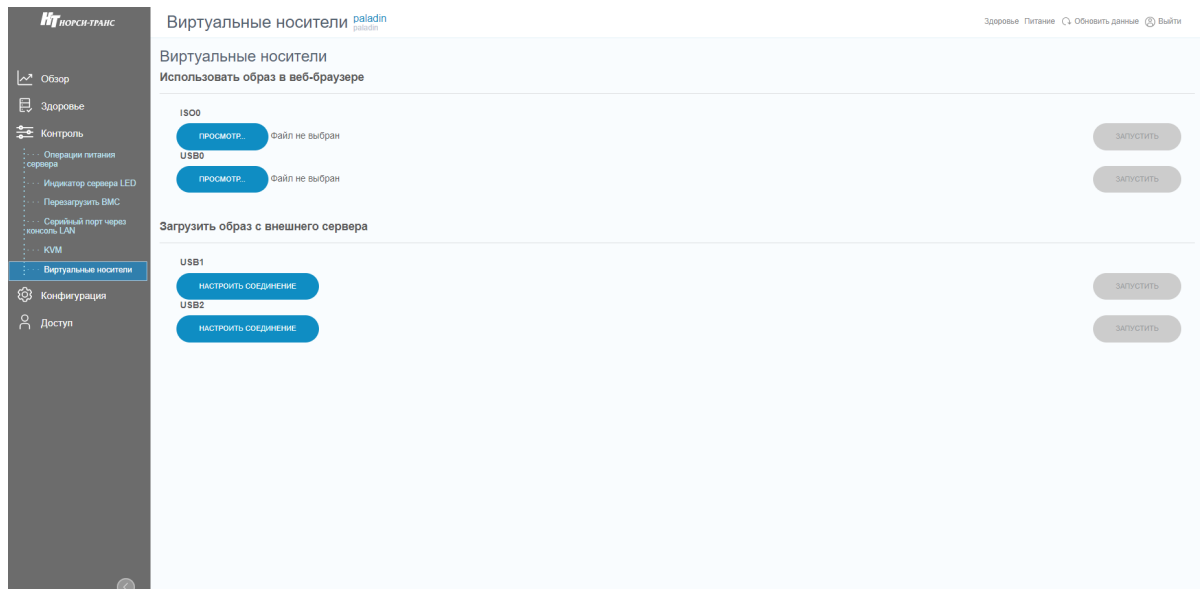 НТ НОРСИ-ТРАНС
Виртуальные носители paladin
paladin
Здоровье Питание Обновить данные Выйти
Обзор
Здоровье
Контроль
Операции питания
сервера
Индикатор сервера LED
Перезагрузить BMC
Серийный порт через
консоль LAN
KVM
Виртуальные носители
Конфигурация
Доступ
Виртуальные носители
Использовать образ в веб-браузере
ISO0
ПРОСМОТР... Файл не выбран
ЗАПУСТИТЬ
USB0
ПРОСМОТР... Файл не выбран
ЗАПУСТИТЬ
Загрузить образ с внешнего сервера
USB1
НАСТРОИТЬ СОЕДИНЕНИЕ
ЗАПУСТИТЬ
USB2
НАСТРОИТЬ СОЕДИНЕНИЕ
ЗАПУСТИТЬ